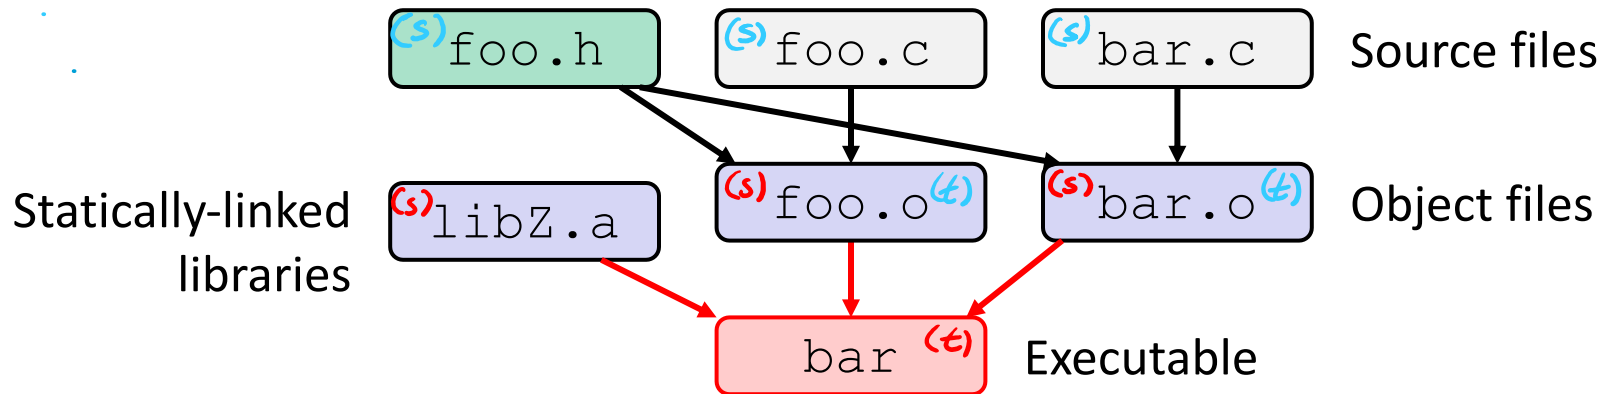 (s) foo.h (s) foo.c (s) bar.c Source files
Statically-linked
libraries
(s) libZ.a (s) foo.o (t) (s) bar.o (t) Object files
bar (t) Executable